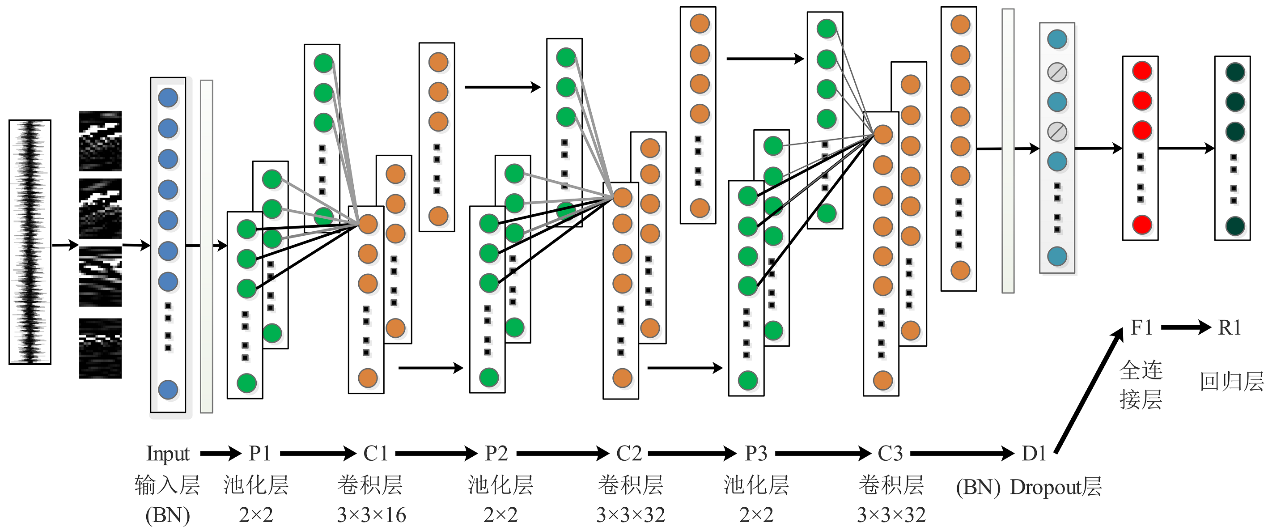 F1 R1
全连接层 回归层
Input P1 C1 P2 C2 P3 C3 D1
输入层 池化层 卷积层 池化层 卷积层 池化层 卷积层 (BN) Dropout层
(BN) 2×2 3×3×16 2×2 3×3×32 2×2 3×3×32